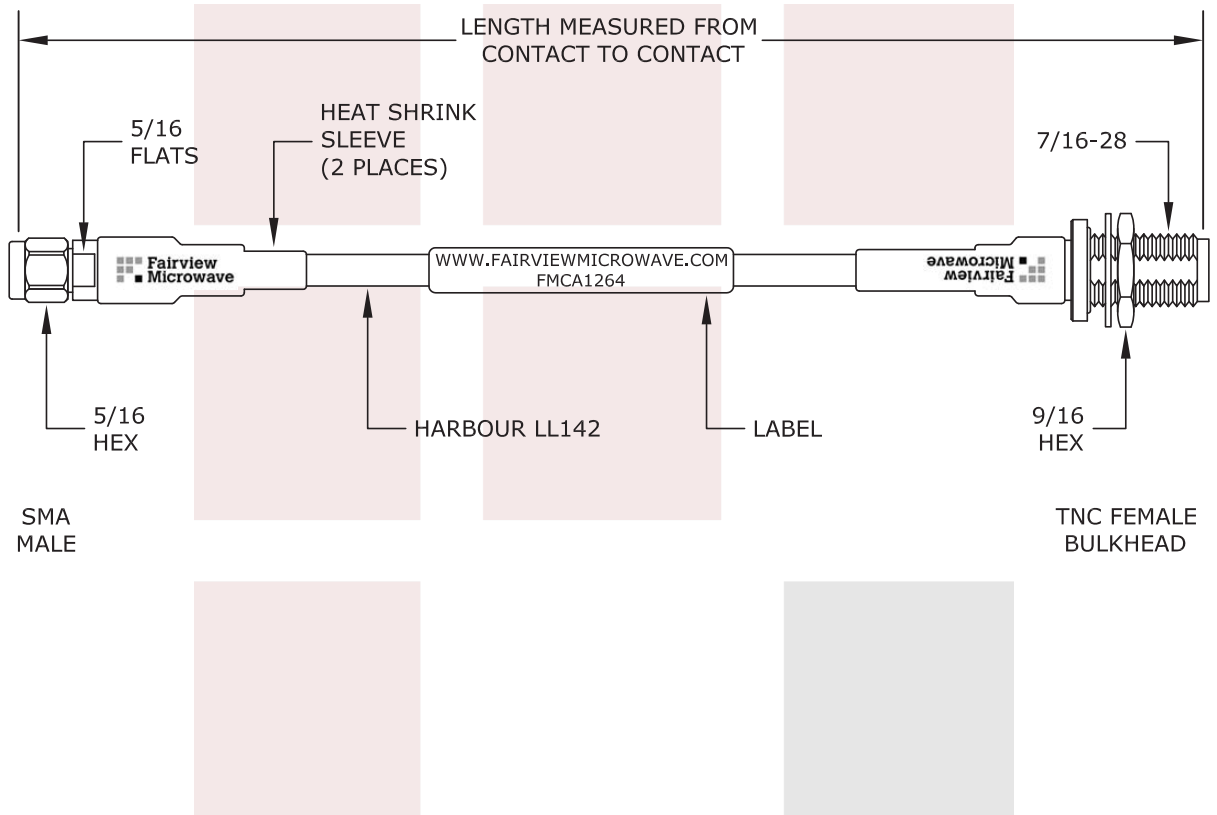 LENGTH MEASURED FROM
CONTACT TO CONTACT
5/16
FLATS
HEAT SHRINK
SLEEVE
(2 PLACES)
7/16-28
Fairview
Microwave
WWW.FAIRVIEWMICROWAVE.COM
FMCA1264
Fairview
Microwave
5/16
HEX
HARBOUR LL142
LABEL
9/16
HEX
SMA
MALE
TNC FEMALE
BULKHEAD